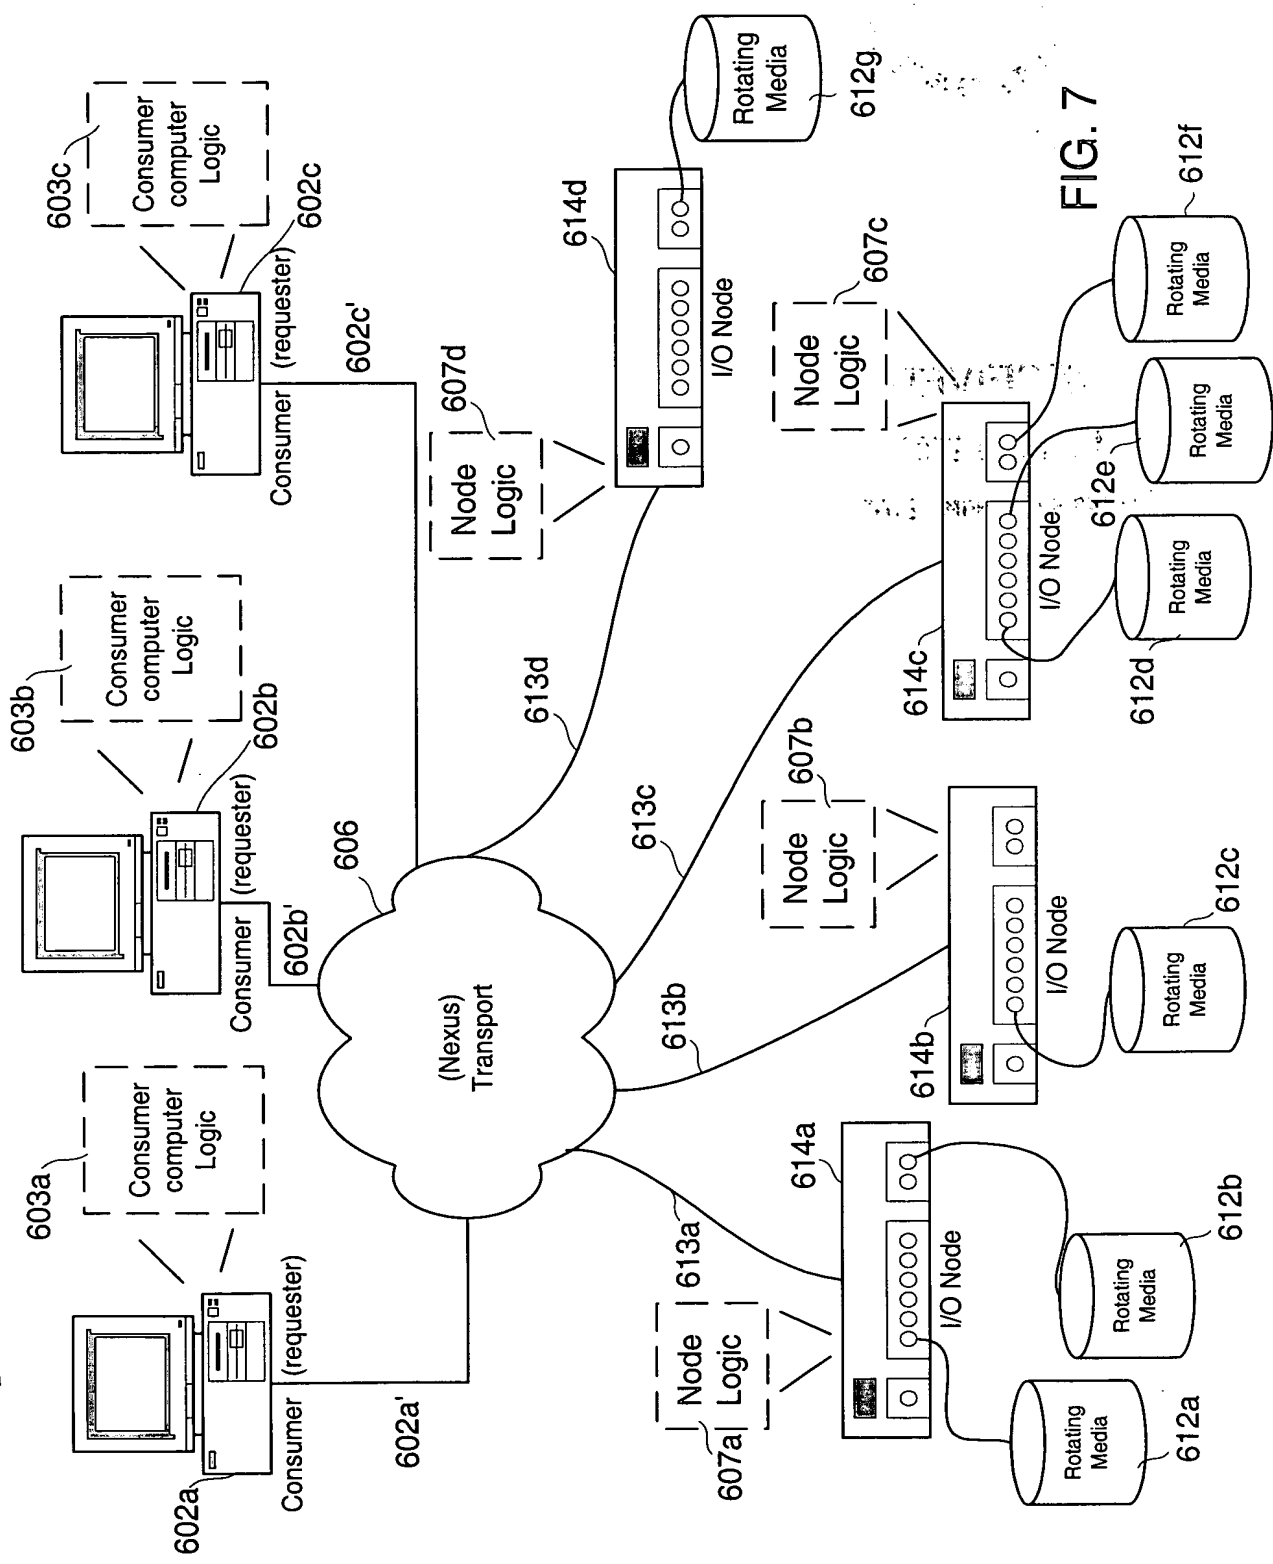 603a
Consumer
computer
Logic
602a
Consumer
(requester)
602a'
603b
Consumer
computer
Logic
602b
Consumer
(requester)
602b'
603c
Consumer
computer
Logic
602c
Consumer
(requester)
602c'
606
(Nexus)
Transport
613a
613b
613c
613d
607a
Node
Logic
614a
I/O Node
Rotating
Media
612a
Rotating
Media
612b
607b
Node
Logic
614b
I/O Node
Rotating
Media
612c
607c
Node
Logic
614c
I/O Node
Rotating
Media
612d
Rotating
Media
612e
Rotating
Media
612f
607d
Node
Logic
614d
I/O Node
Rotating
Media
612g
FIG. 7